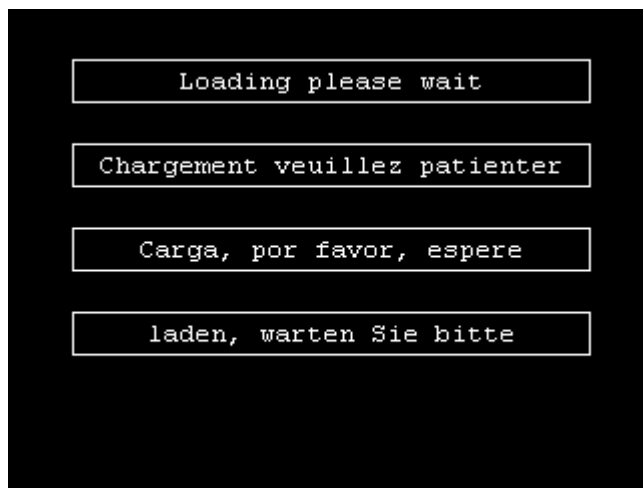 Loading please wait
Chargement veuillez patienter
Carga, por favor, espere
laden, warten Sie bitte